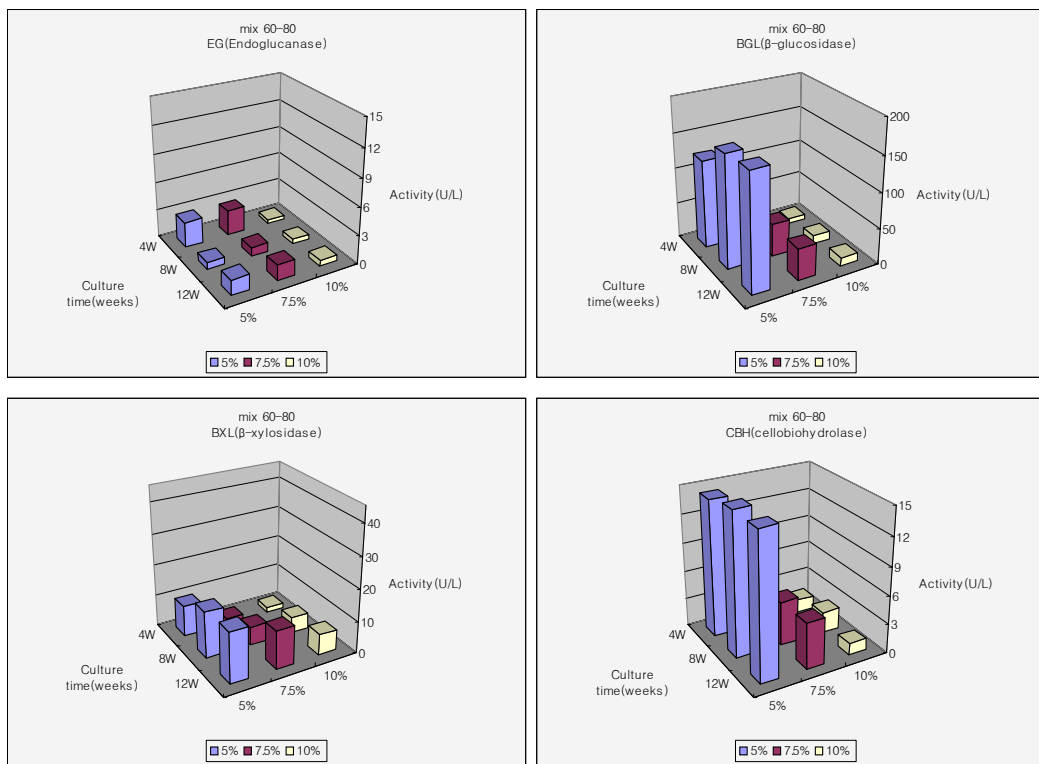 mix 60-80
EG(Endoglucanase)
15
12
9
6
3
0
Activity(U/L)
4W
8W
12W
Culture
time(weeks)
5%
7.5%
10%
5% 7.5% 10%
mix 60-80
BGL(β-glucosidase)
200
150
100
50
0
Activity(U/L)
4W
8W
12W
Culture
time(weeks)
5%
7.5%
10%
5% 7.5% 10%
mix 60-80
BXL(β-xylosidase)
40
30
20
10
0
Activity(U/L)
4W
8W
12W
Culture
time(weeks)
5%
7.5%
10%
5% 7.5% 10%
mix 60-80
CBH(cellobiohydrolase)
15
12
9
6
3
0
Activity(U/L)
4W
8W
12W
Culture
time(weeks)
5%
7.5%
10%
5% 7.5% 10%